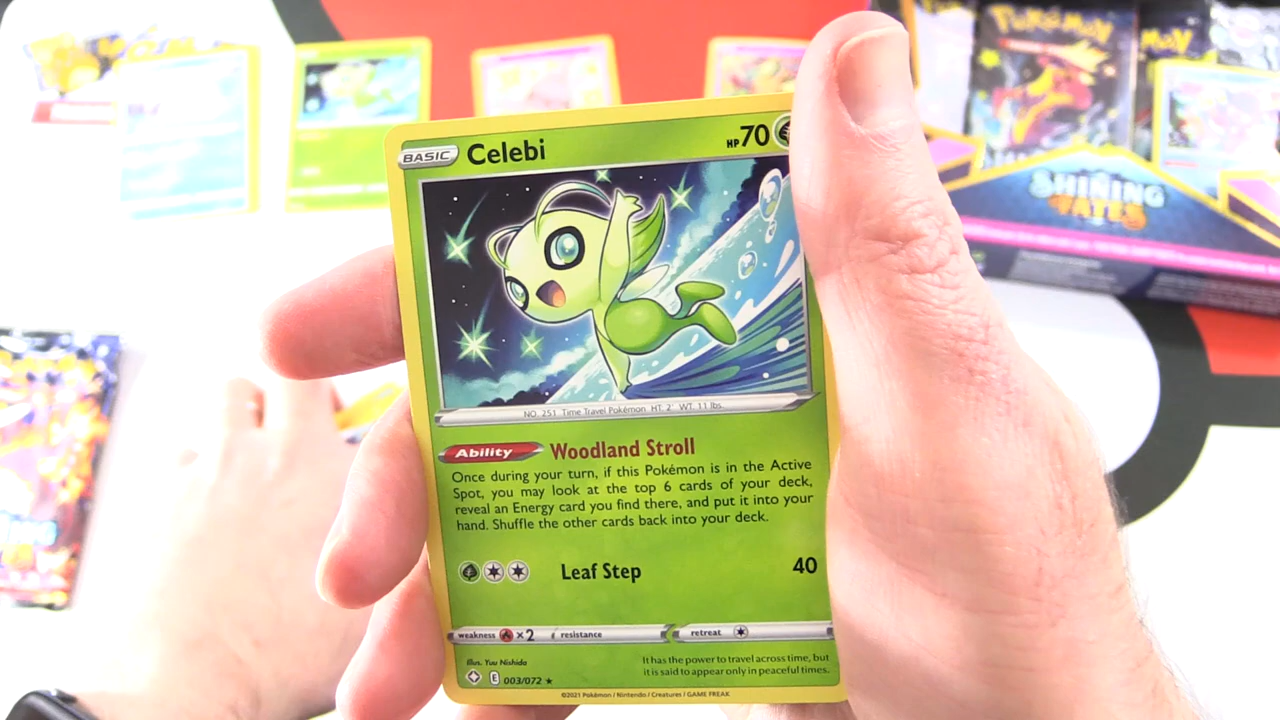 POKéMON
SHINING
FATES
BASIC Celebi HP 70
NO. 251 Time Travel Pokémon HT. 2' WT. 11 lbs.
Ability Woodland Stroll
Once during your turn, if this Pokémon is in the Active
Spot, you may look at the top 6 cards of your deck,
reveal an Energy card you find there, and put it into your
hand. Shuffle the other cards back into your deck.
Leaf Step 40
weakness ×2 resistance retreat
Illus. Yuu Nishida
E 003/072 ★
It has the power to travel across time, but
it is said to appear only in peaceful times.
©2021 Pokémon / Nintendo / Creatures / GAME FREAK